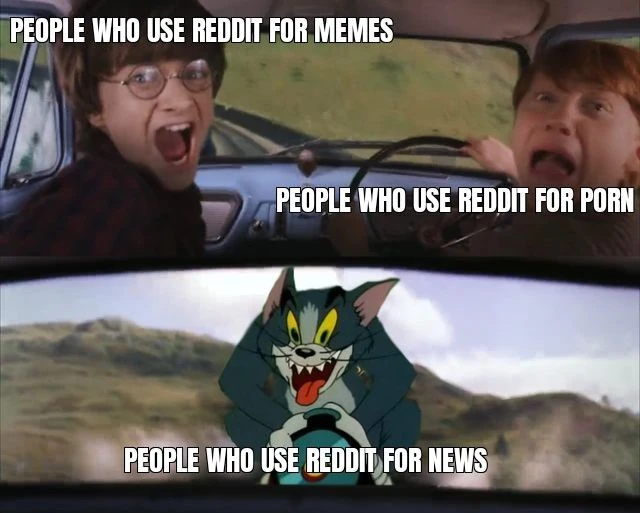 PEOPLE WHO USE REDDIT FOR MEMES
PEOPLE WHO USE REDDIT FOR PORN
PEOPLE WHO USE REDDIT FOR NEWS